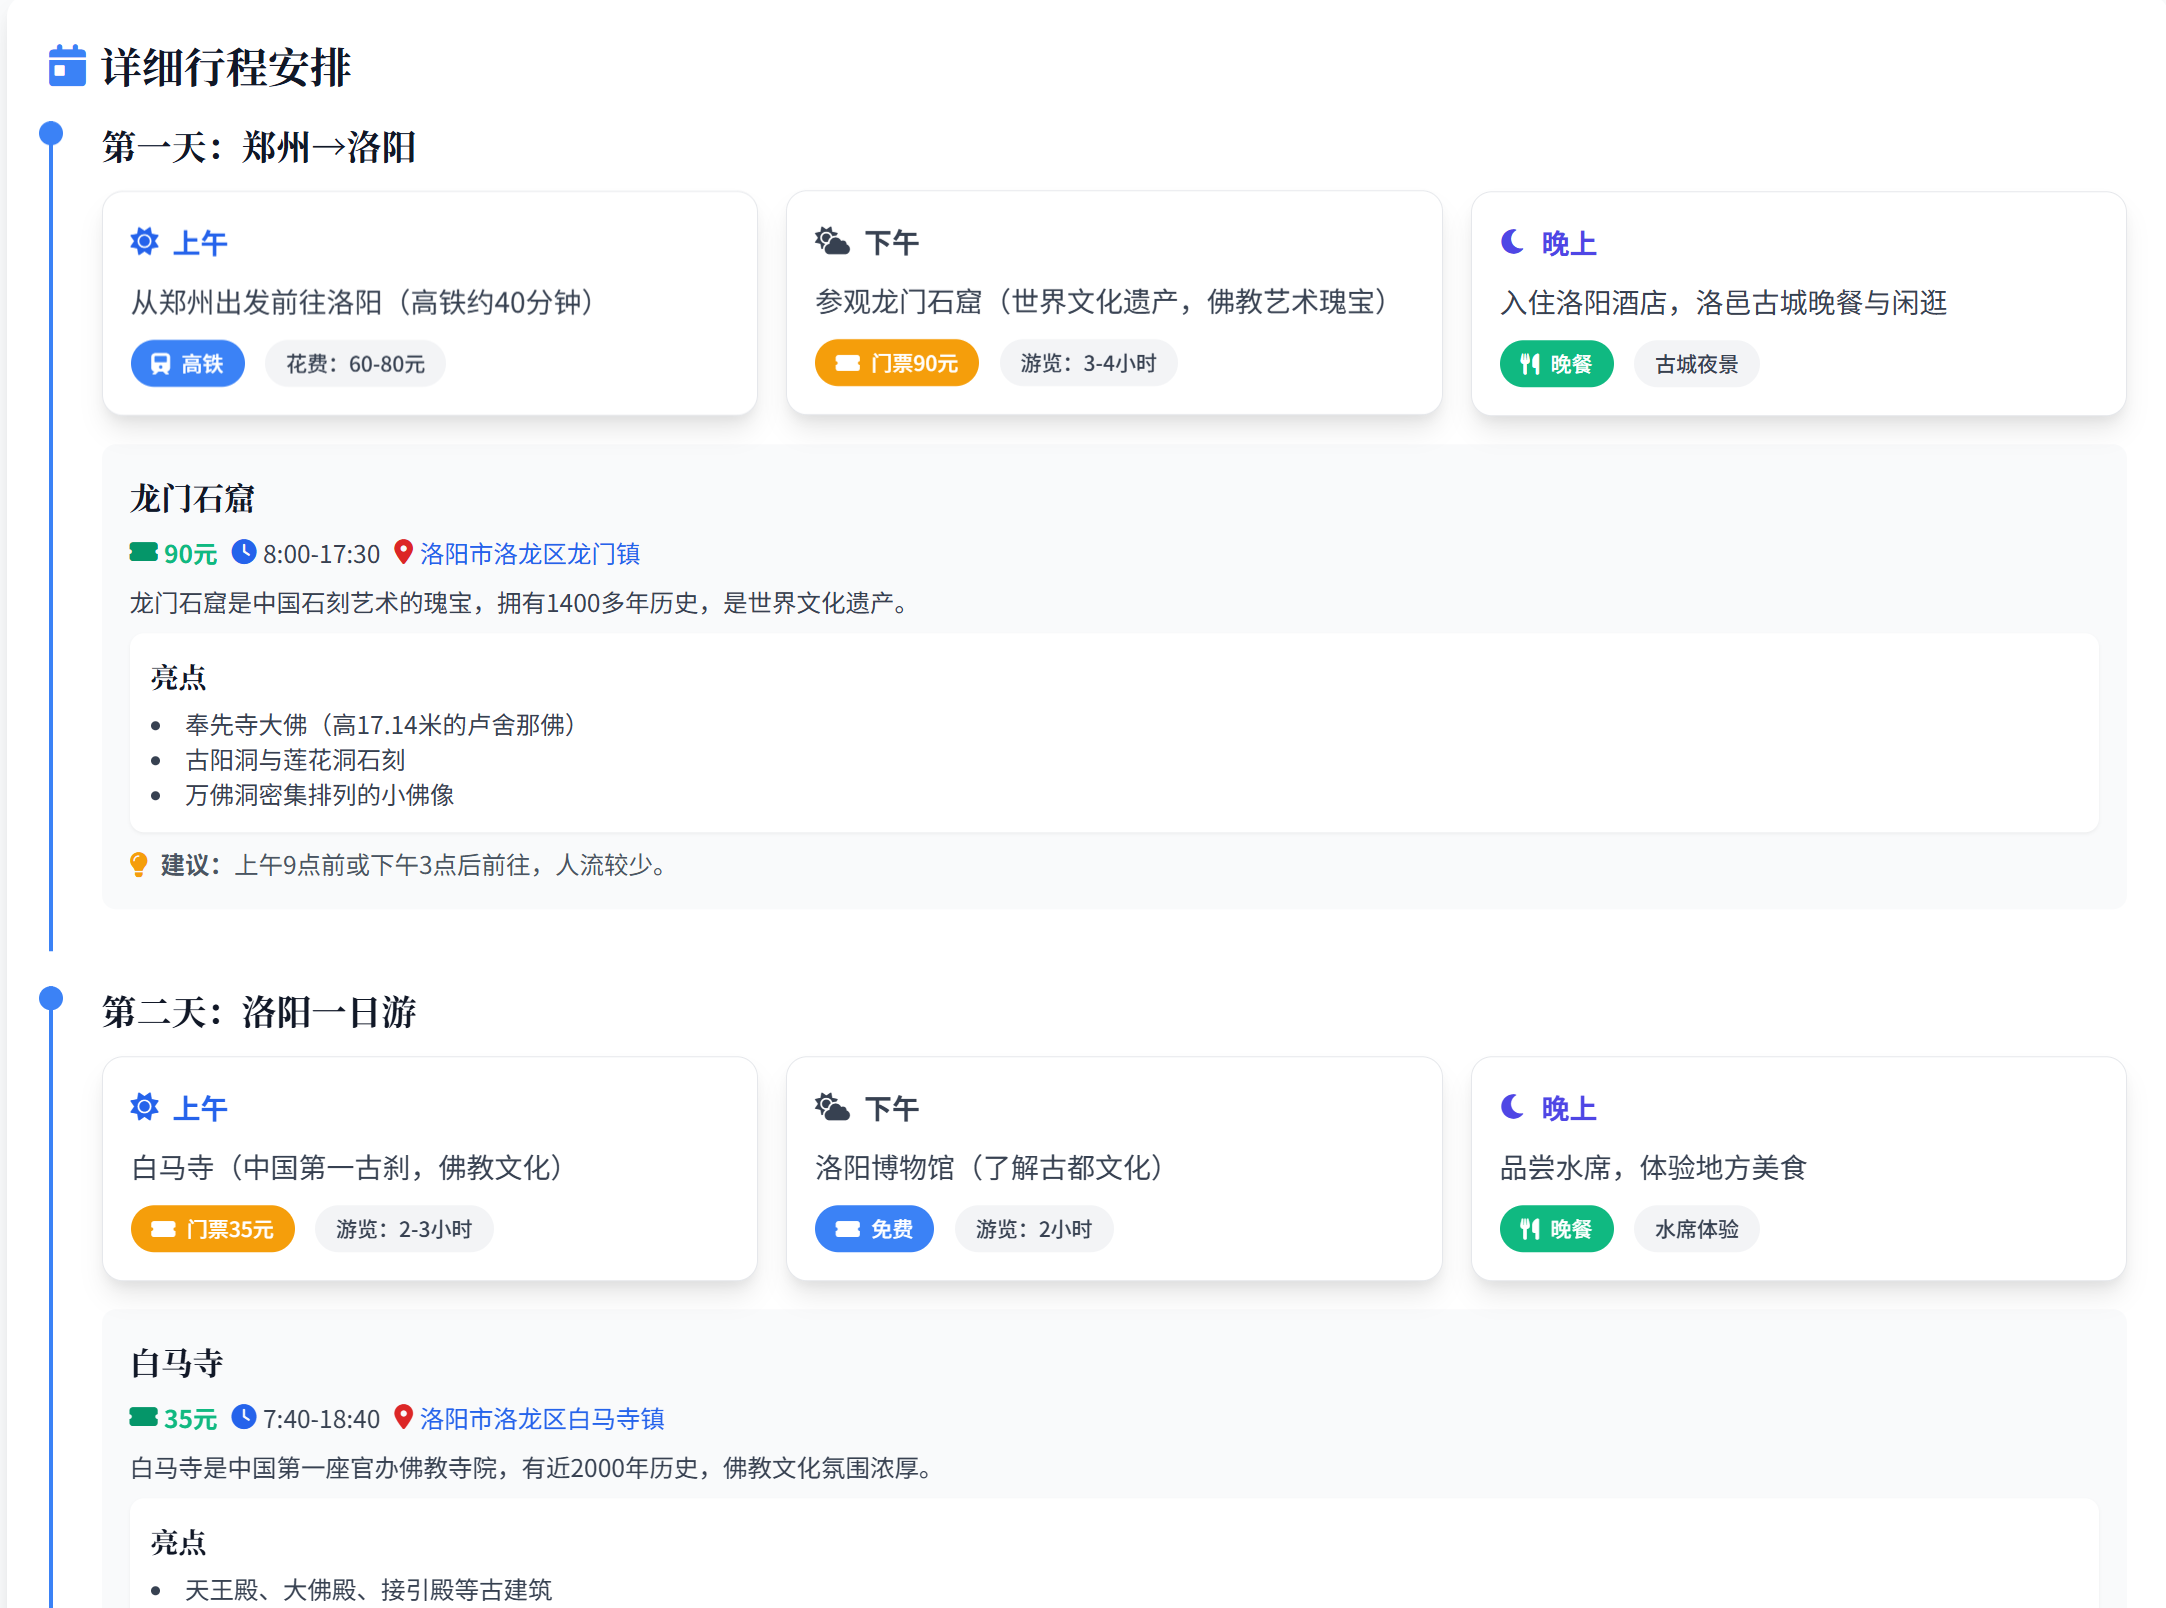 详细行程安排
第一天：郑州→洛阳
上午
从郑州出发前往洛阳（高铁约40分钟）
高铁 花费：60-80元
下午
参观龙门石窟（世界文化遗产，佛教艺术瑰宝）
门票90元 游览：3-4小时
晚上
入住洛阳酒店，洛邑古城晚餐与闲逛
晚餐 古城夜景
龙门石窟
90元 8:00-17:30 洛阳市洛龙区龙门镇
龙门石窟是中国石刻艺术的瑰宝，拥有1400多年历史，是世界文化遗产。
亮点
奉先寺大佛（高17.14米的卢舍那佛）
古阳洞与莲花洞石刻
万佛洞密集排列的小佛像
建议：上午9点前或下午3点后前往，人流较少。
第二天：洛阳一日游
上午
白马寺（中国第一古刹，佛教文化）
门票35元 游览：2-3小时
下午
洛阳博物馆（了解古都文化）
免费 游览：2小时
晚上
品尝水席，体验地方美食
晚餐 水席体验
白马寺
35元 7:40-18:40 洛阳市洛龙区白马寺镇
白马寺是中国第一座官办佛教寺院，有近2000年历史，佛教文化氛围浓厚。
亮点
天王殿、大佛殿、接引殿等古建筑